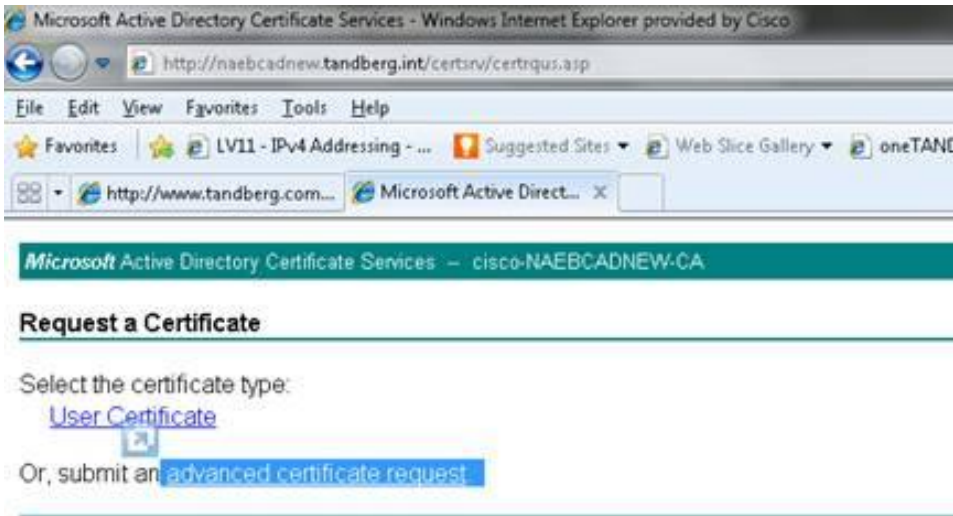 Microsoft Active Directory Certificate Services - Windows Internet Explorer provided by Cisco
http://naebcadnew.tandberg.int/certsrv/certrqus.asp
File Edit View Favorites Tools Help
Favorites LV11 - IPv4 Addressing - ... Suggested Sites Web Slice Gallery oneTAND
http://www.tandberg.com... Microsoft Active Direct... X
Microsoft Active Directory Certificate Services -- cisco-NAEBCADNEW-CA
Request a Certificate
Select the certificate type:
User Certificate
Or, submit an advanced certificate request